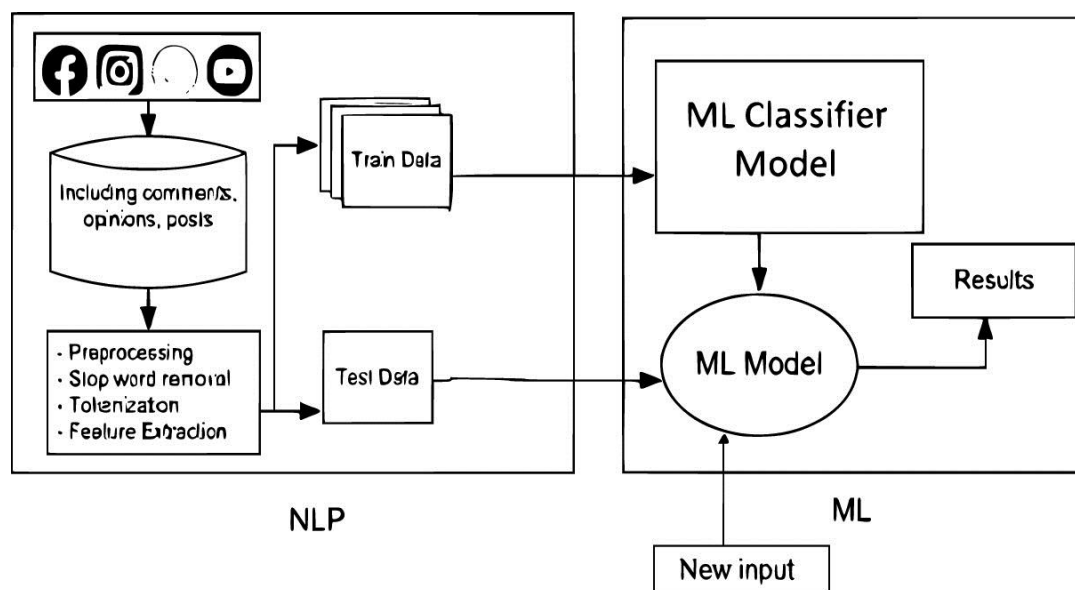 Including comments,
opinions, posts
- Preprocessing
- Stop word removal
- Tokenization
- Feature Extraction
Train Data
Test Data
NLP
ML Classifier
Model
ML Model
Results
ML
New input